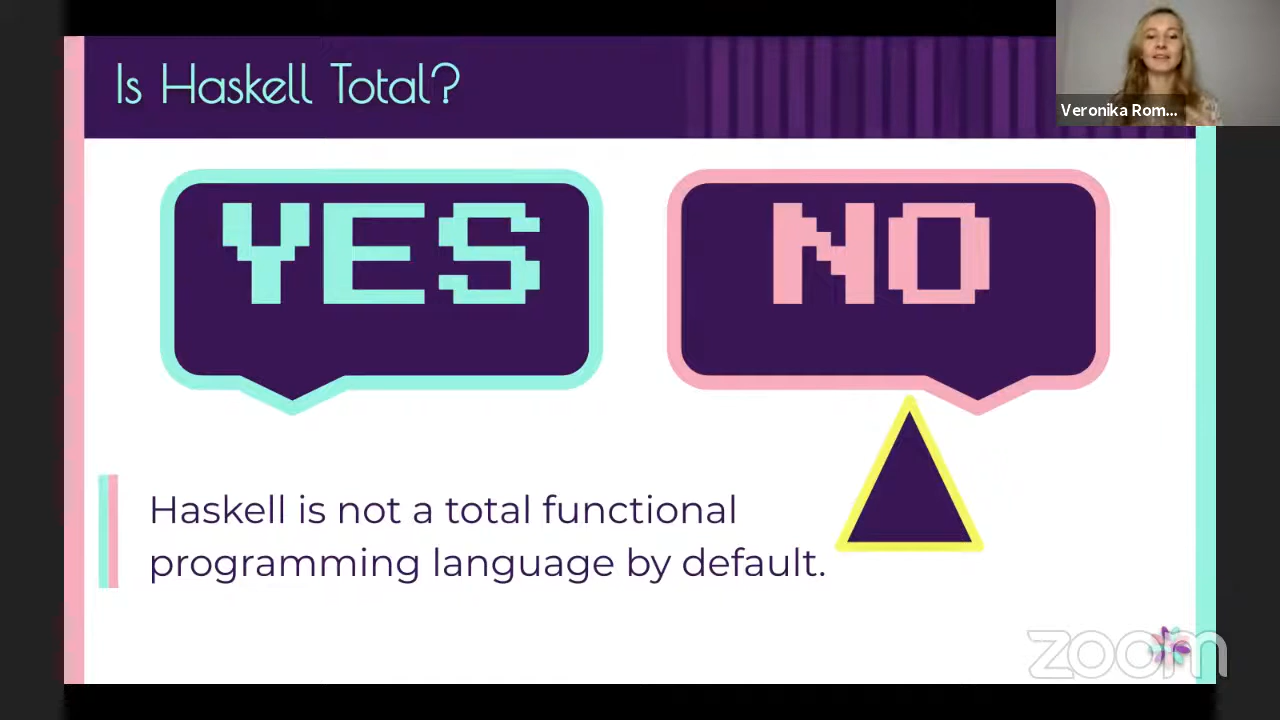 Is Haskell Total?
Veronika Rom...
YES
NO
Haskell is not a total functional
programming language by default.
zoom